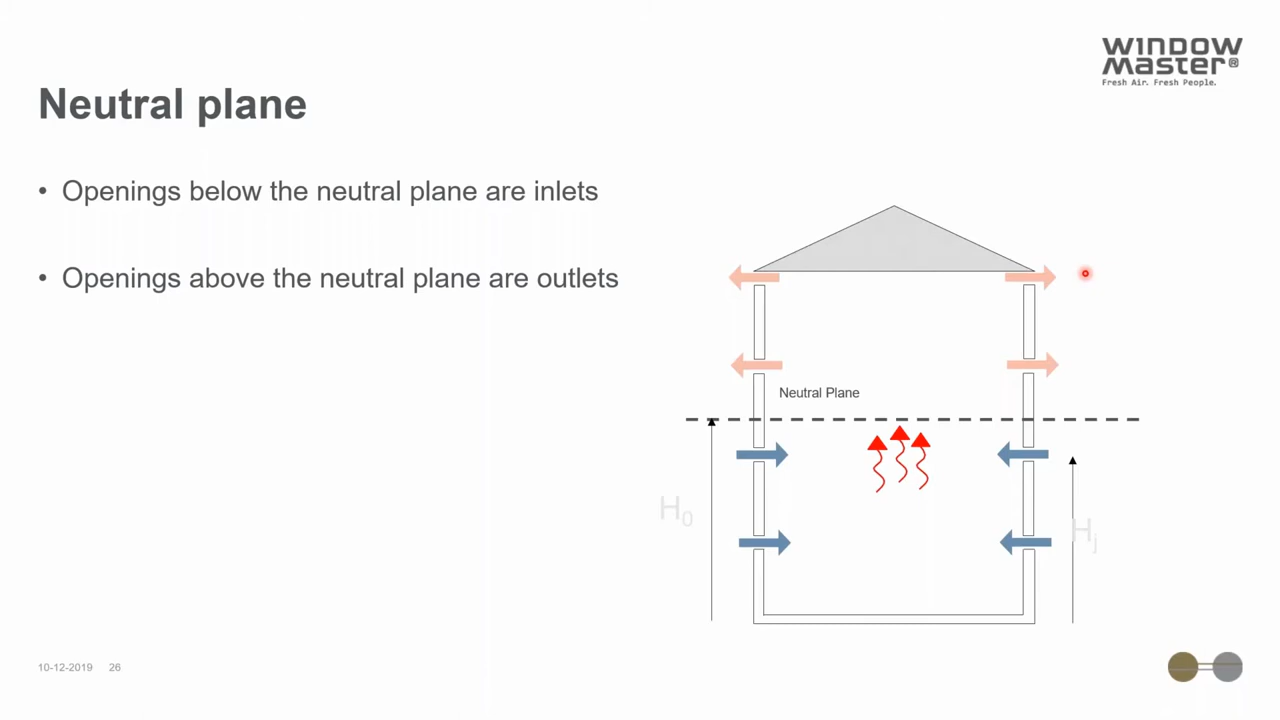 WINDOW
Master®
Fresh Air. Fresh People.
Neutral plane
• Openings below the neutral plane are inlets
• Openings above the neutral plane are outlets
Neutral Plane
H0
Hj
10-12-2019 26